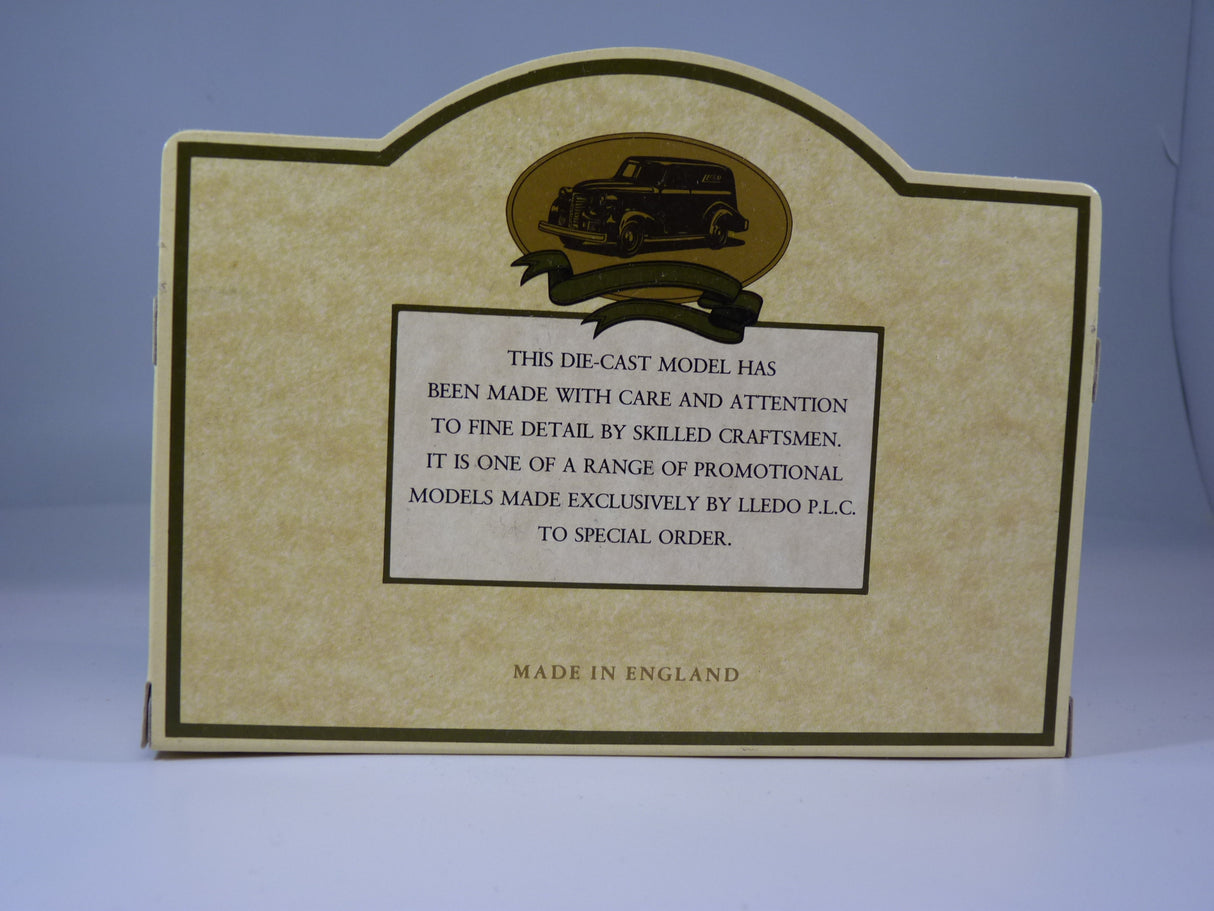 THIS DIE-CAST MODEL HAS
BEEN MADE WITH CARE AND ATTENTION
TO FINE DETAIL BY SKILLED CRAFTSMEN.
IT IS ONE OF A RANGE OF PROMOTIONAL
MODELS MADE EXCLUSIVELY BY LLEDO P.L.C.
TO SPECIAL ORDER.
MADE IN ENGLAND